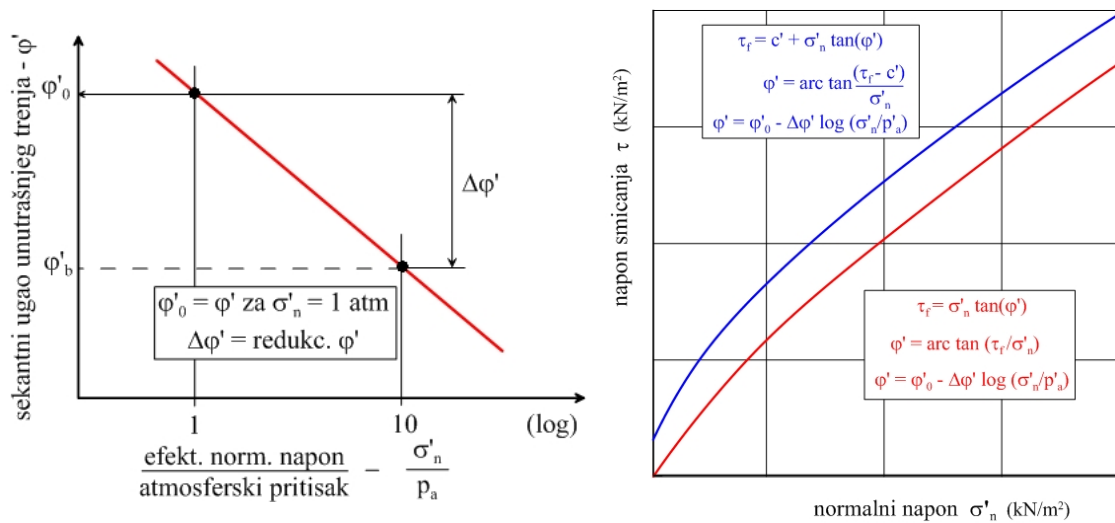 sekantni ugao unutrašnjeg trenja - φ'
φ'₀
φ'b
Δφ'
φ'₀ = φ' za σ'ₙ = 1 atm
Δφ' = redukc. φ'
1
10
(log)
efekt. norm. napon
atmosferski pritisak
–
σ'ₙ
pₐ
napon smicanja τ (kN/m²)
τf = c' + σ'ₙ tan(φ')
φ' = arc tan (τf - c')
σ'ₙ
φ' = φ'₀ - Δφ' log (σ'ₙ/p'ₐ)
τf = σ'ₙ tan(φ')
φ' = arc tan (τf/σ'ₙ)
φ' = φ'₀ - Δφ' log (σ'ₙ/p'ₐ)
normalni napon σ'ₙ (kN/m²)